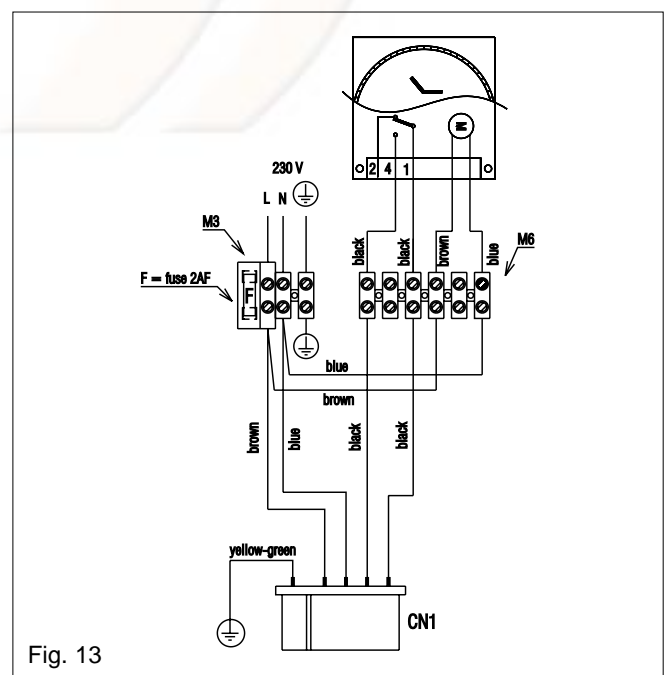 M
2 4 1
230 V
L N
M3
M6
F = fuse 2AF
F
black
black
brown
blue
blue
brown
brown
blue
black
black
yellow-green
CN1
Fig. 13